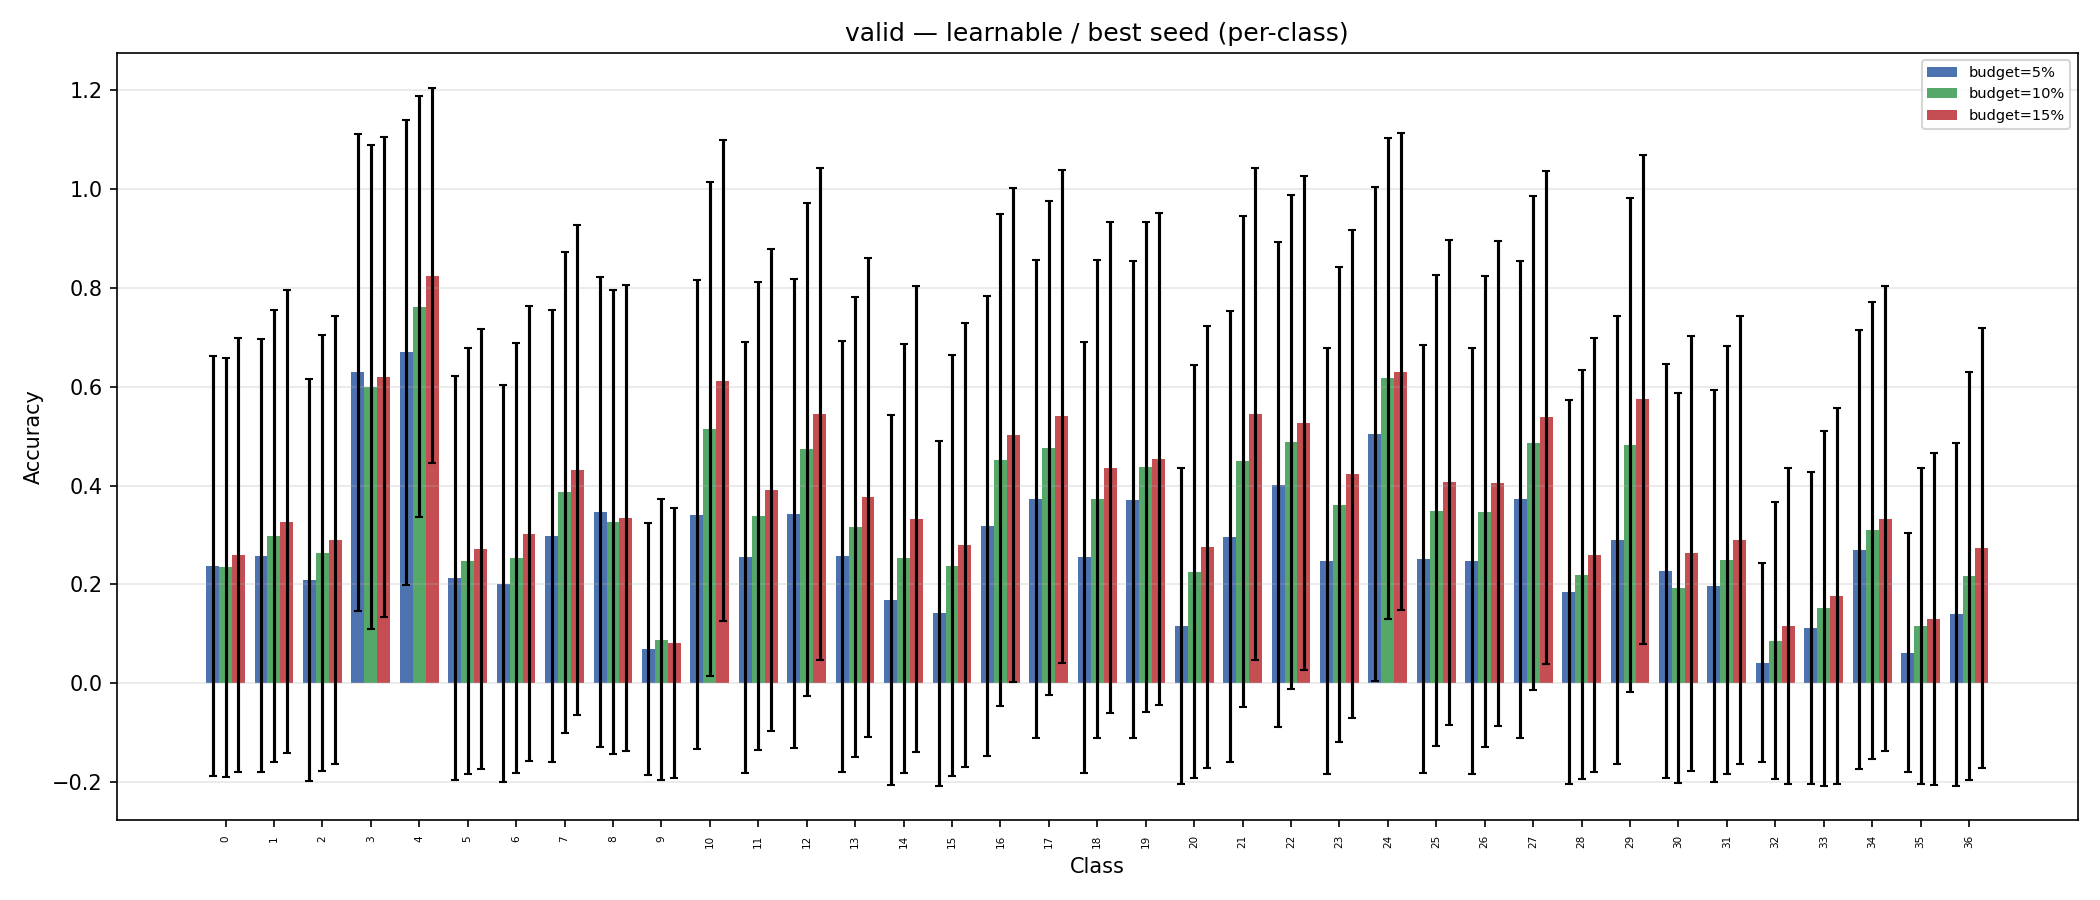 valid — learnable / best seed (per-class)
budget=5%
budget=10%
budget=15%
Accuracy
1.2
1.0
0.8
0.6
0.4
0.2
0.0
−0.2
0 1 2 3 4 5 6 7 8 9 10 11 12 13 14 15 16 17 18 19 20 21 22 23 24 25 26 27 28 29 30 31 32 33 34 35 36
Class